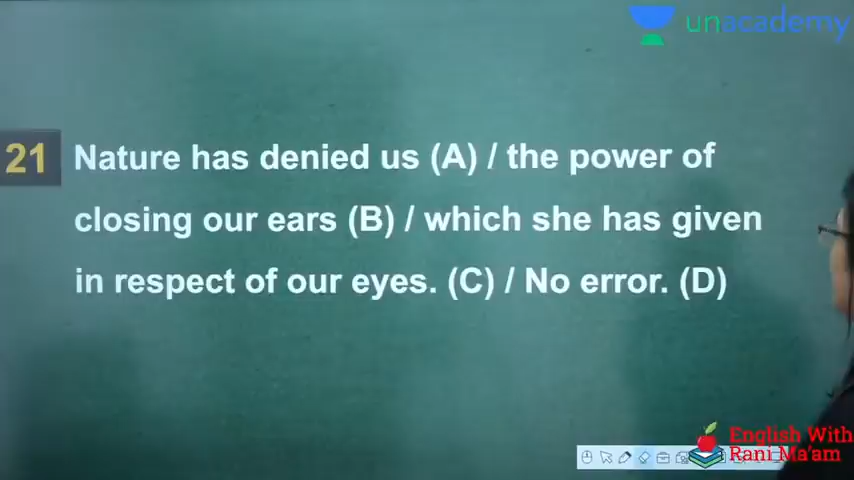 unacademy
21 Nature has denied us (A) / the power of
closing our ears (B) / which she has given
in respect of our eyes. (C) / No error. (D)
English With
Rani Ma'am